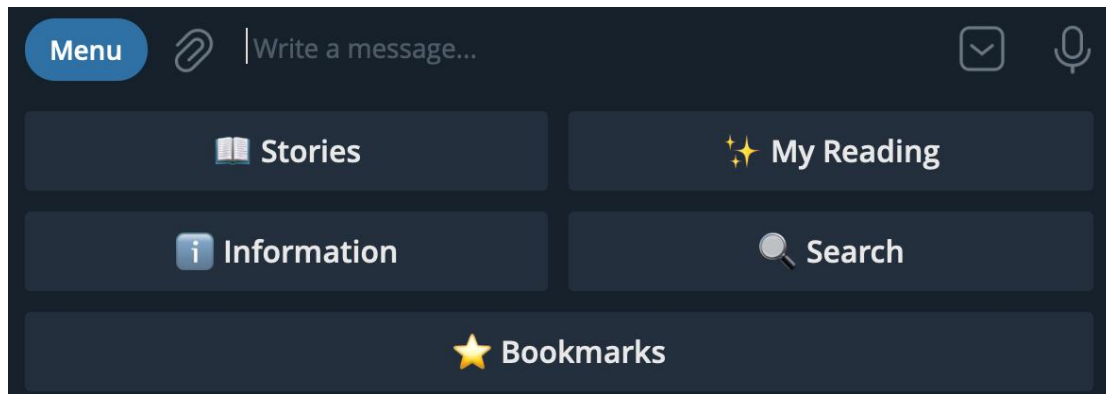 Menu Write a message...
📖 Stories ✨ My Reading
ℹ️ Information 🔍 Search
⭐ Bookmarks